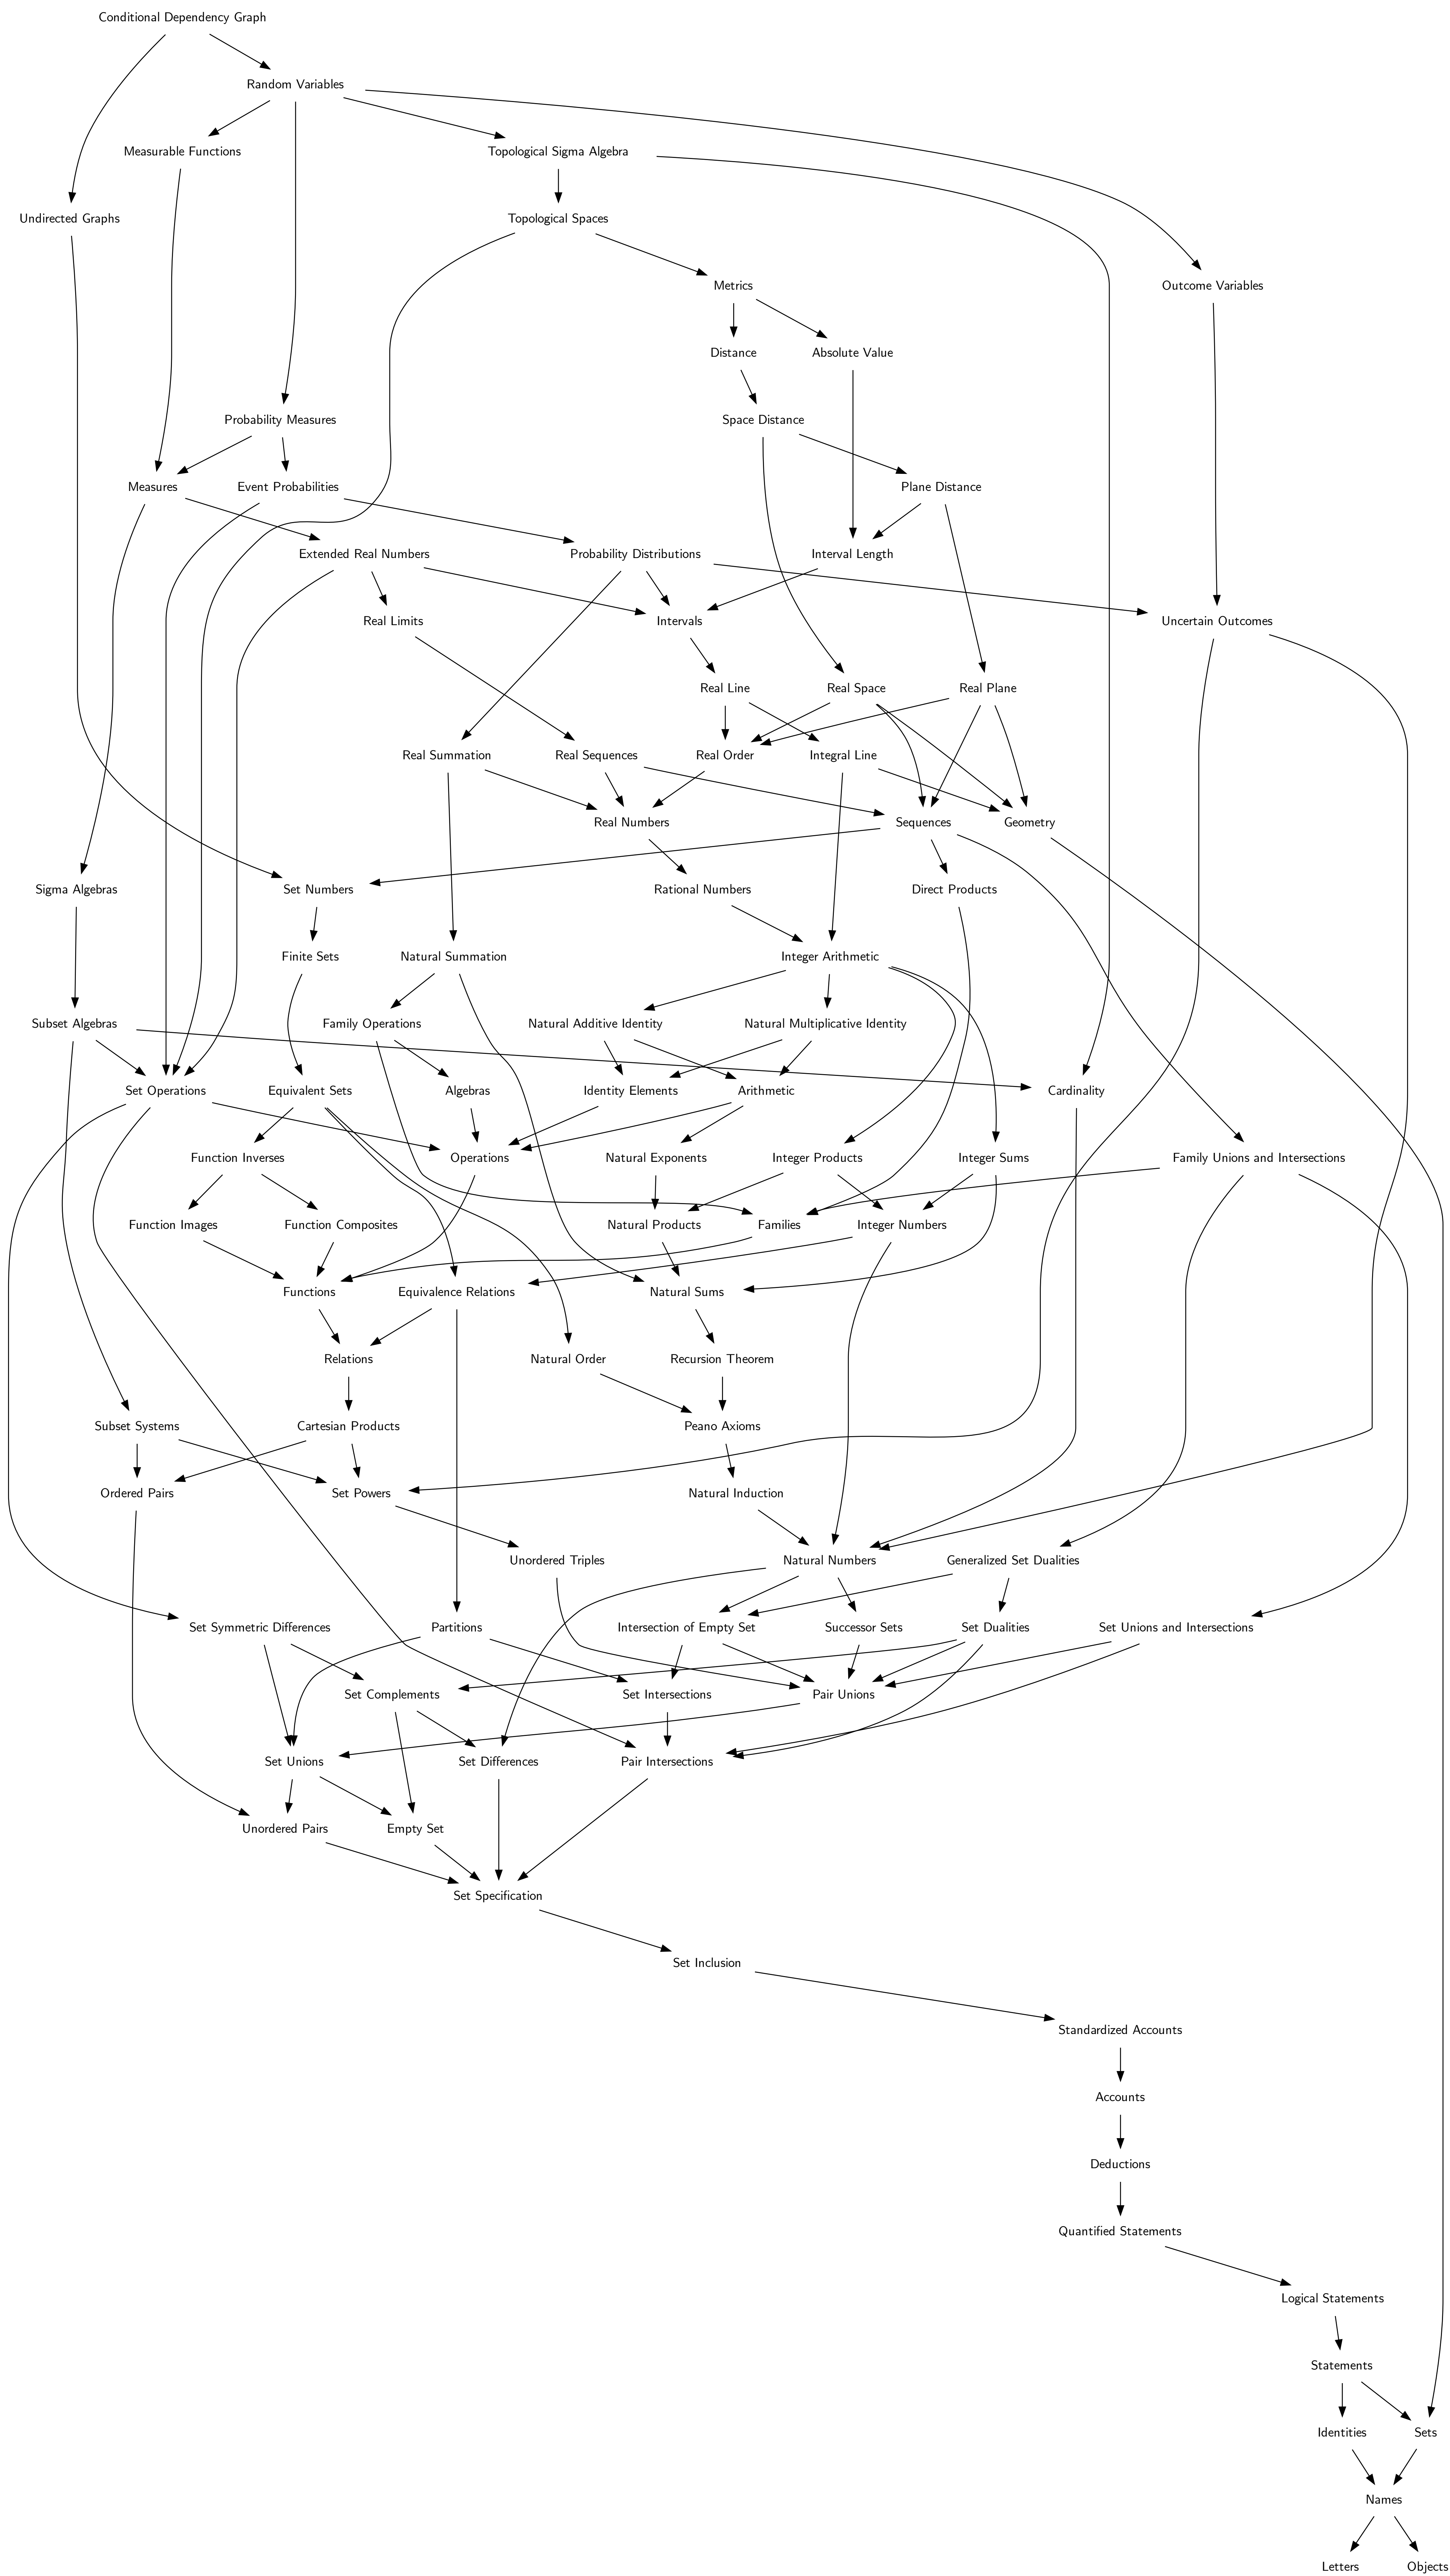 Conditional Dependency Graph
Random Variables
Measurable Functions
Topological Sigma Algebra
Undirected Graphs
Topological Spaces
Metrics
Outcome Variables
Distance
Absolute Value
Probability Measures
Space Distance
Measures
Event Probabilities
Plane Distance
Extended Real Numbers
Probability Distributions
Interval Length
Real Limits
Intervals
Uncertain Outcomes
Real Line
Real Space
Real Plane
Real Summation
Real Sequences
Real Order
Integral Line
Real Numbers
Sequences
Geometry
Sigma Algebras
Set Numbers
Rational Numbers
Direct Products
Finite Sets
Natural Summation
Integer Arithmetic
Subset Algebras
Family Operations
Natural Additive Identity
Natural Multiplicative Identity
Set Operations
Equivalent Sets
Algebras
Identity Elements
Arithmetic
Cardinality
Function Inverses
Operations
Natural Exponents
Integer Products
Integer Sums
Family Unions and Intersections
Function Images
Function Composites
Natural Products
Families
Integer Numbers
Functions
Equivalence Relations
Natural Sums
Relations
Natural Order
Recursion Theorem
Subset Systems
Cartesian Products
Peano Axioms
Ordered Pairs
Set Powers
Natural Induction
Unordered Triples
Natural Numbers
Generalized Set Dualities
Set Symmetric Differences
Partitions
Intersection of Empty Set
Successor Sets
Set Dualities
Set Unions and Intersections
Set Complements
Set Intersections
Pair Unions
Set Unions
Set Differences
Pair Intersections
Unordered Pairs
Empty Set
Set Specification
Set Inclusion
Standardized Accounts
Accounts
Deductions
Quantified Statements
Logical Statements
Statements
Identities
Sets
Names
Letters
Objects